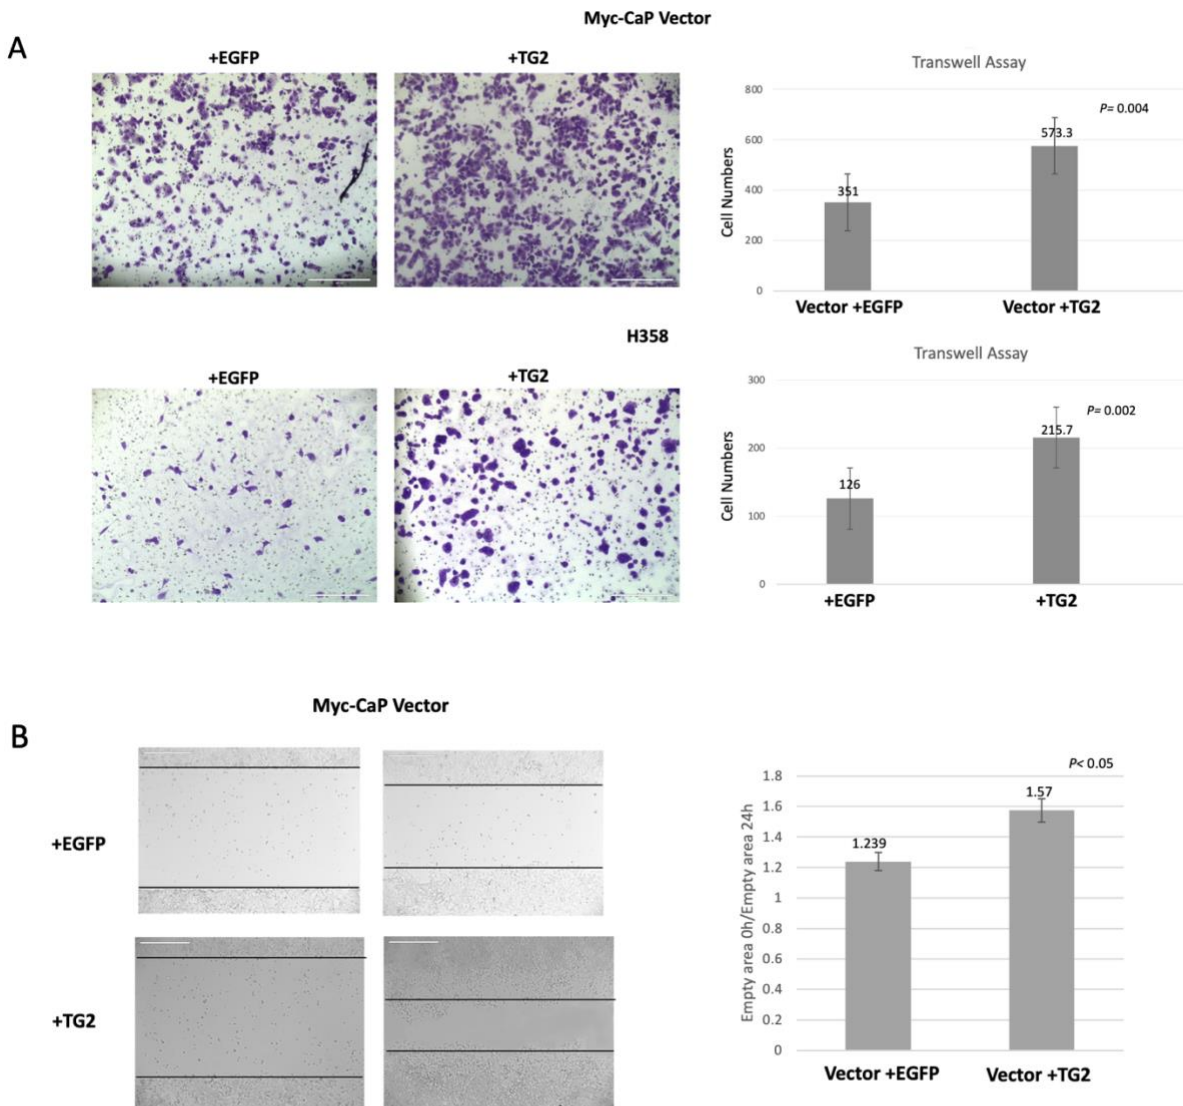 Myc-CaP Vector
A
+EGFP
+TG2
Transwell Assay
P= 0.004
Cell Numbers
800
600
400
200
0
351
573.3
Vector +EGFP
Vector +TG2
H358
+EGFP
+TG2
Transwell Assay
P= 0.002
Cell Numbers
300
200
100
0
126
215.7
+EGFP
+TG2
Myc-CaP Vector
B
+EGFP
+TG2
P< 0.05
Empty area 0h/Empty area 24h
1.8
1.6
1.4
1.2
1
0.8
0.6
0.4
0.2
0
1.239
1.57
Vector +EGFP
Vector +TG2